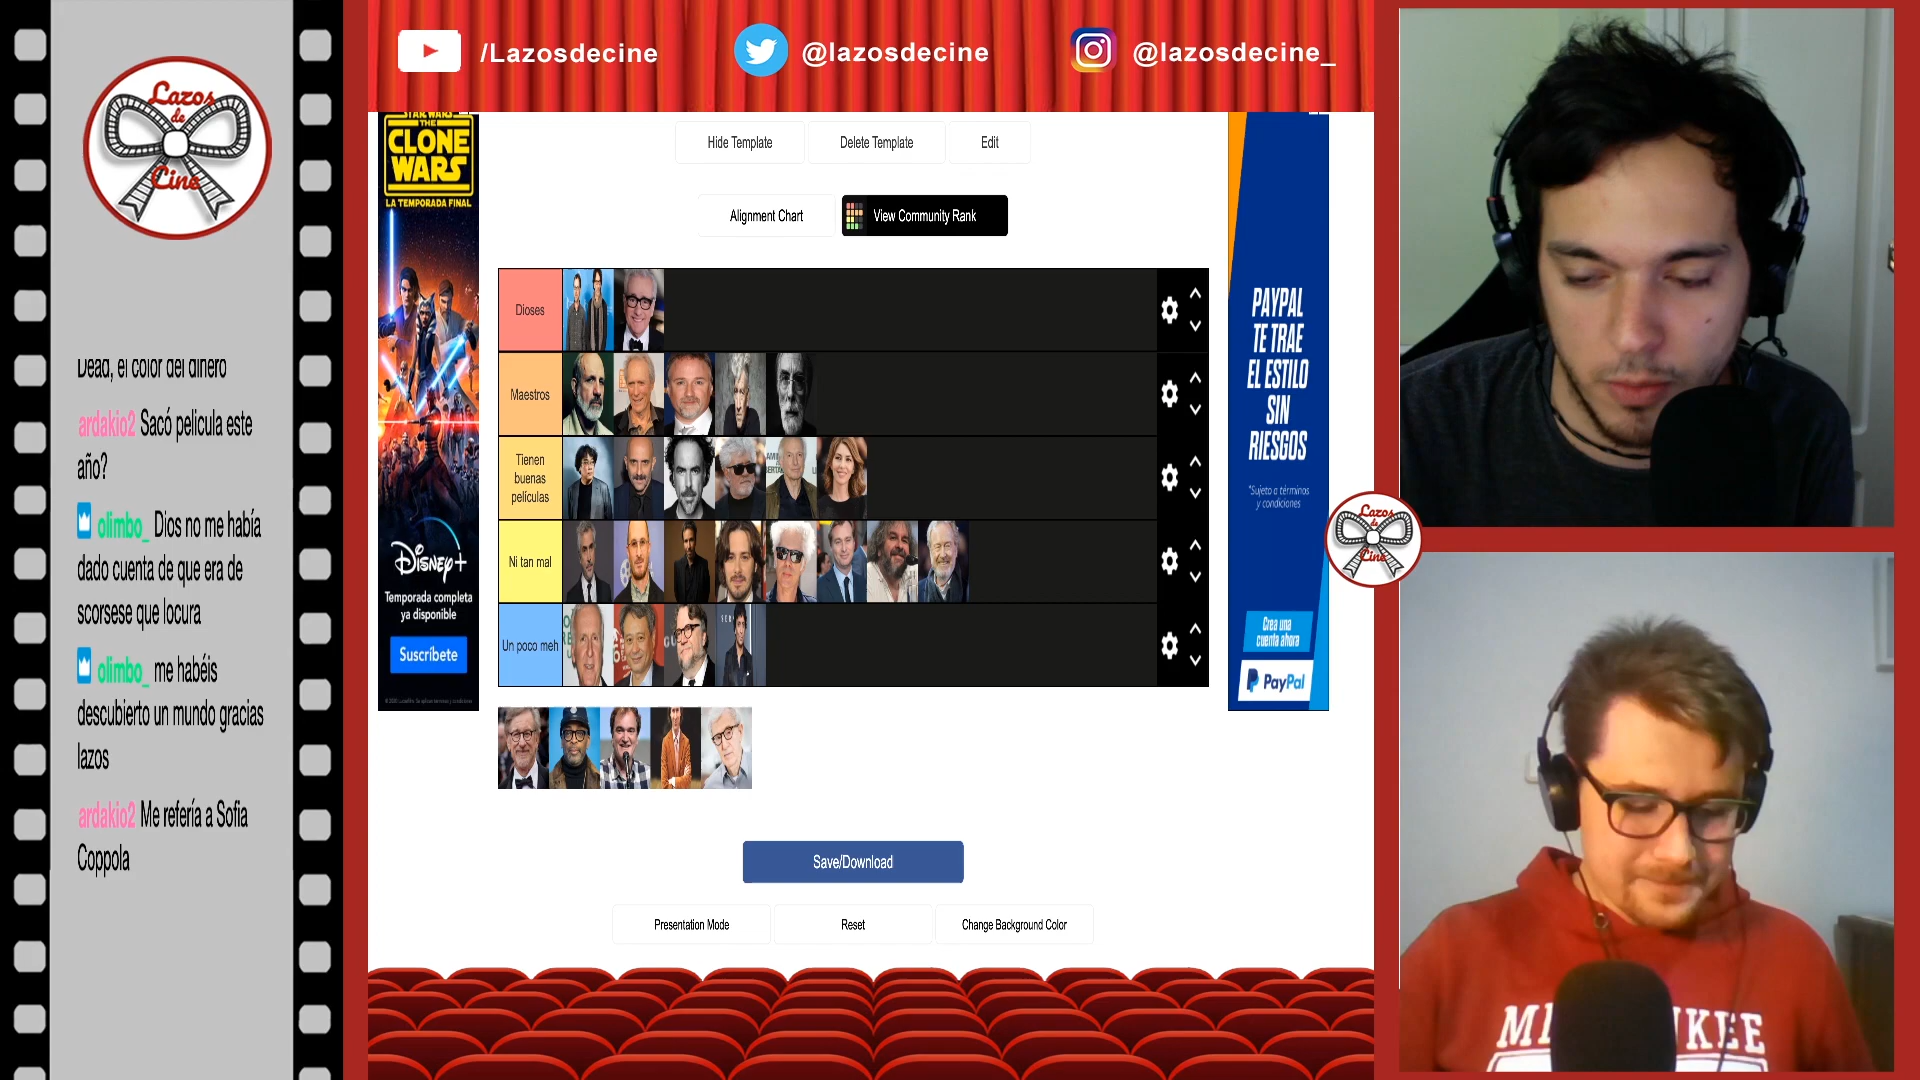 Lazos
de
Cine
Dead, el color del dinero
ardakio2 Sacó pelicula este
año?
olimbo_ Dios no me había
dado cuenta de que era de
scorsese que locura
olimbo_ me habéis
descubierto un mundo gracias
lazos
ardakio2 Me refería a Sofia
Coppola
/Lazosdecine
@lazosdecine
@lazosdecine_
STAR WARS
THE
CLONE
WARS
LA TEMPORADA FINAL
Disney+
Temporada completa
ya disponible
Suscríbete
Hide Template
Delete Template
Edit
Alignment Chart
View Community Rank
Dioses
Maestros
Tienen
buenas
películas
Ni tan mal
Un poco meh
Save/Download
Presentation Mode
Reset
Change Background Color
PAYPAL
TE TRAE
EL ESTILO
SIN
RIESGOS
*Sujeto a términos
y condiciones
Crea una
cuenta ahora
PayPal
Lazos
de
Cine